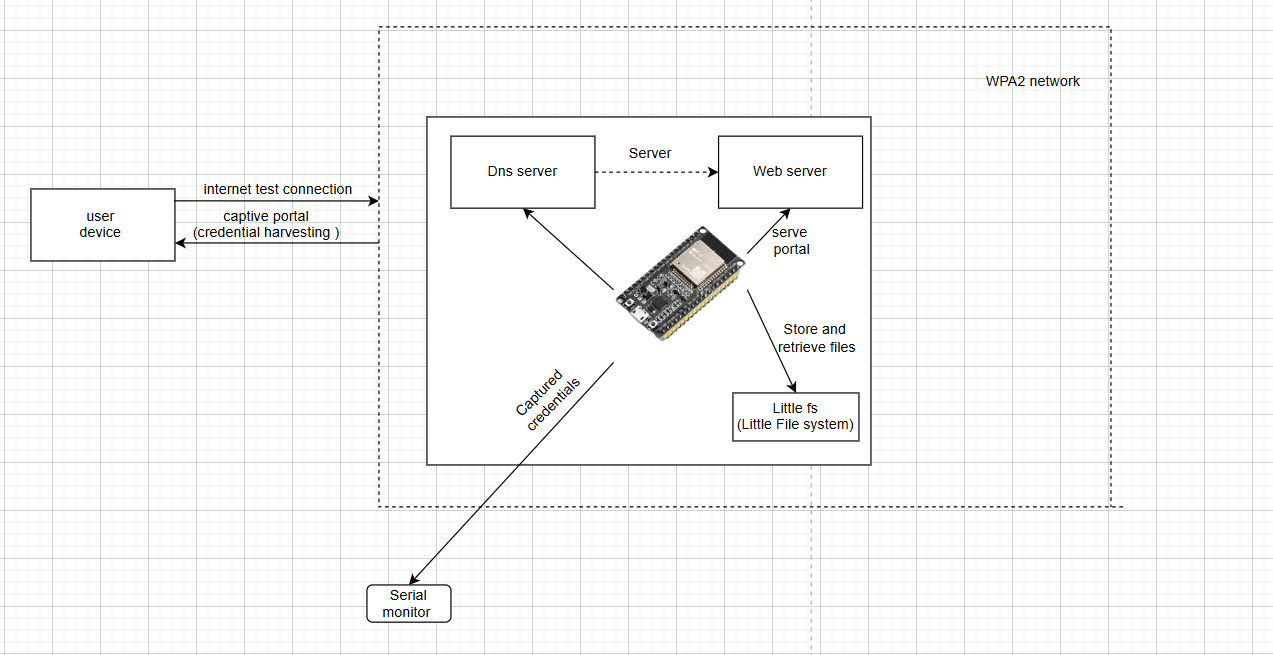 WPA2 network
Dns server
Server
Web server
internet test connection
user
device
captive portal
(credential harvesting )
serve
portal
Store and
retrieve files
Captured
credentials
Little fs
(Little File system)
Serial
monitor